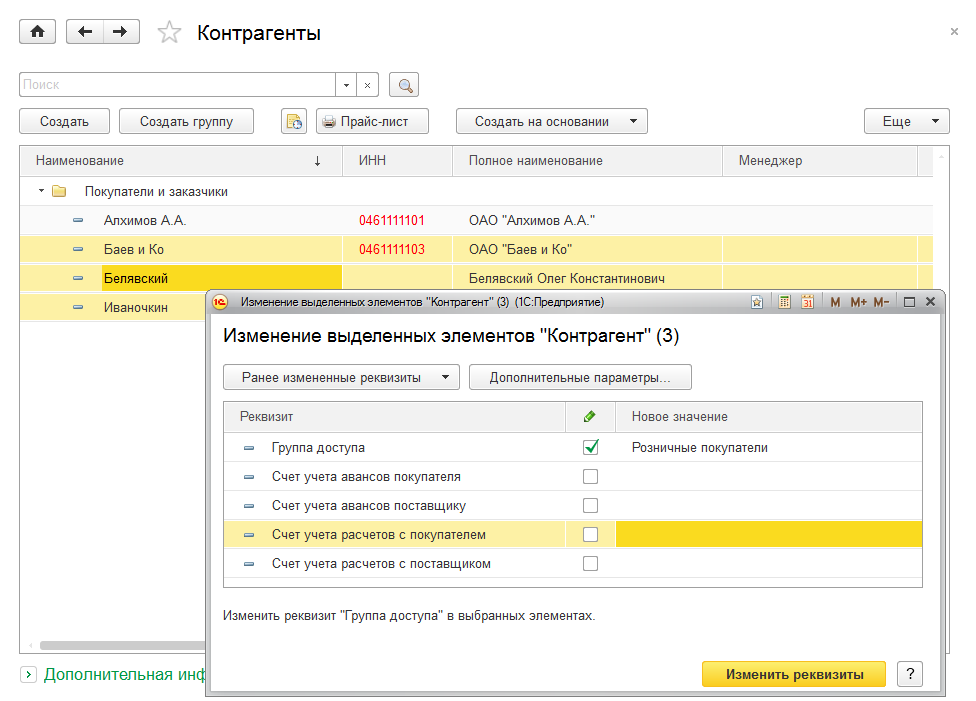 Контрагенты
×
Поиск
×
Создать Создать группу Прайс-лист Создать на основании Еще
Наименование ↓ ИНН Полное наименование Менеджер
Покупатели и заказчики
Алхимов А.А. 0461111101 ОАО "Алхимов А.А."
Баев и Ко 0461111103 ОАО "Баев и Ко"
Белявский Белявский Олег Константинович
Иваночкин
1С Изменение выделенных элементов "Контрагент" (3) (1С:Предприятие) 31 M M+ M-
Изменение выделенных элементов "Контрагент" (3)
Ранее измененные реквизиты Дополнительные параметры...
Реквизит Новое значение
Группа доступа Розничные покупатели
Счет учета авансов покупателя
Счет учета авансов поставщику
Счет учета расчетов с покупателем
Счет учета расчетов с поставщиком
Изменить реквизит "Группа доступа" в выбранных элементах.
Дополнительная инф
Изменить реквизиты ?